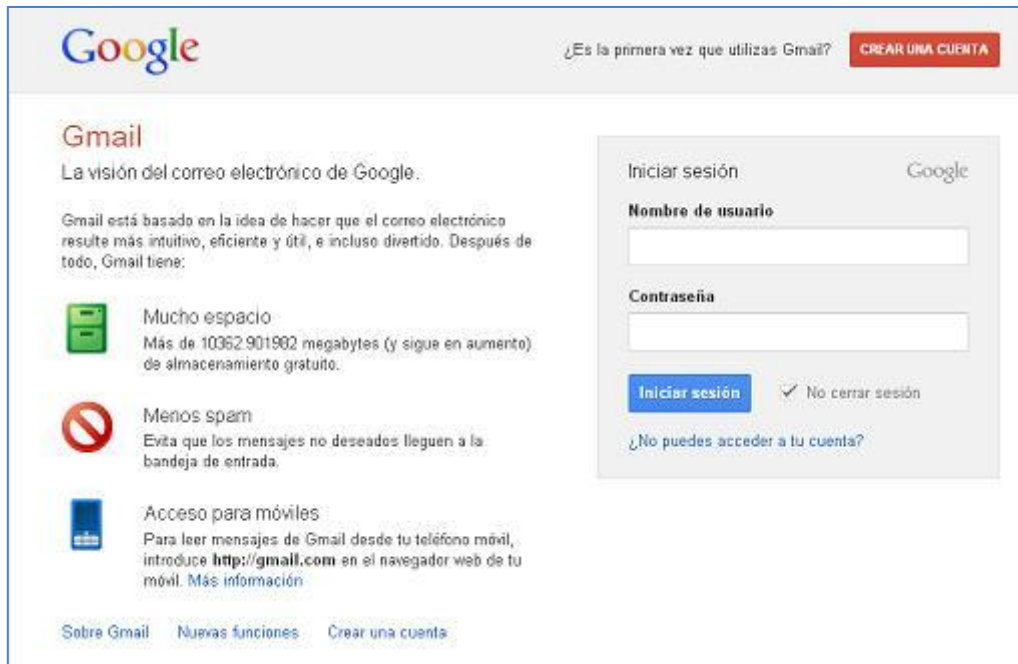 Google
¿Es la primera vez que utilizas Gmail? CREAR UNA CUENTA
Gmail
La visión del correo electrónico de Google.
Gmail está basado en la idea de hacer que el correo electrónico
resulte más intuitivo, eficiente y útil, e incluso divertido. Después de
todo, Gmail tiene:
Mucho espacio
Más de 10362.901982 megabytes (y sigue en aumento)
de almacenamiento gratuito.
Menos spam
Evita que los mensajes no deseados lleguen a la
bandeja de entrada.
Acceso para móviles
Para leer mensajes de Gmail desde tu teléfono móvil,
introduce http://gmail.com en el navegador web de tu
móvil. Más información
Sobre Gmail Nuevas funciones Crear una cuenta
Iniciar sesión Google
Nombre de usuario
Contraseña
Iniciar sesión No cerrar sesión
¿No puedes acceder a tu cuenta?